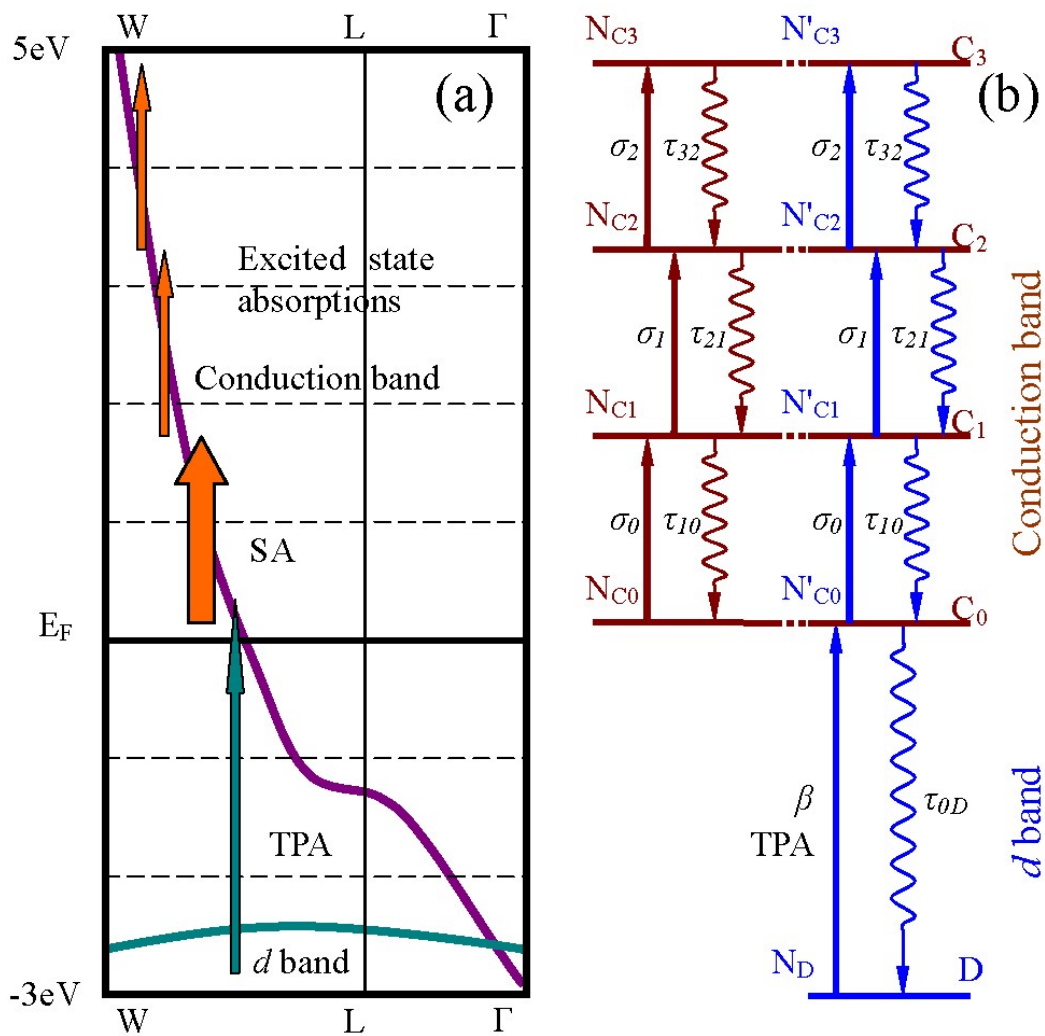 W L Γ
5eV
(a)
Excited state
absorptions
Conduction band
SA
E_F
TPA
d band
-3eV
W L Γ
(b)
N_C3 N'_C3 C_3
σ_2 τ_32 σ_2 τ_32
N_C2 N'_C2 C_2
σ_1 τ_21 σ_1 τ_21
N_C1 N'_C1 C_1
σ_0 τ_10 σ_0 τ_10
N_C0 N'_C0 C_0
β τ_0D
TPA
N_D D
Conduction band
d band